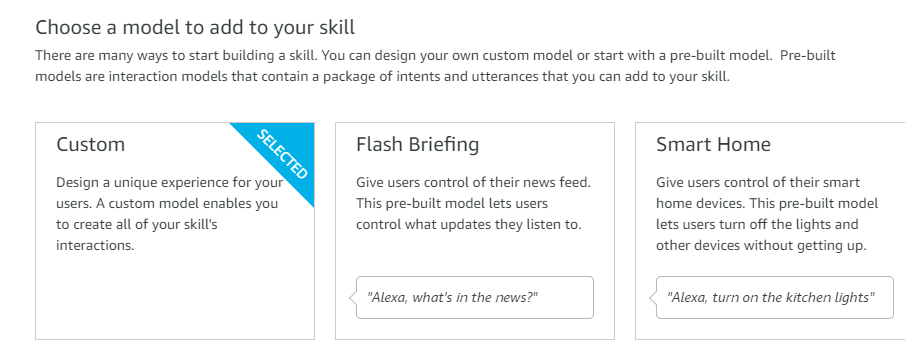 Choose a model to add to your skill
There are many ways to start building a skill. You can design your own custom model or start with a pre-built model.  Pre-built
models are interaction models that contain a package of intents and utterances that you can add to your skill.
Custom
SELECTED
Design a unique experience for your
users. A custom model enables you
to create all of your skill's
interactions.
Flash Briefing
Give users control of their news feed.
This pre-built model lets users
control what updates they listen to.
"Alexa, what's in the news?"
Smart Home
Give users control of their smart
home devices. This pre-built model
lets users turn off the lights and
other devices without getting up.
"Alexa, turn on the kitchen lights"